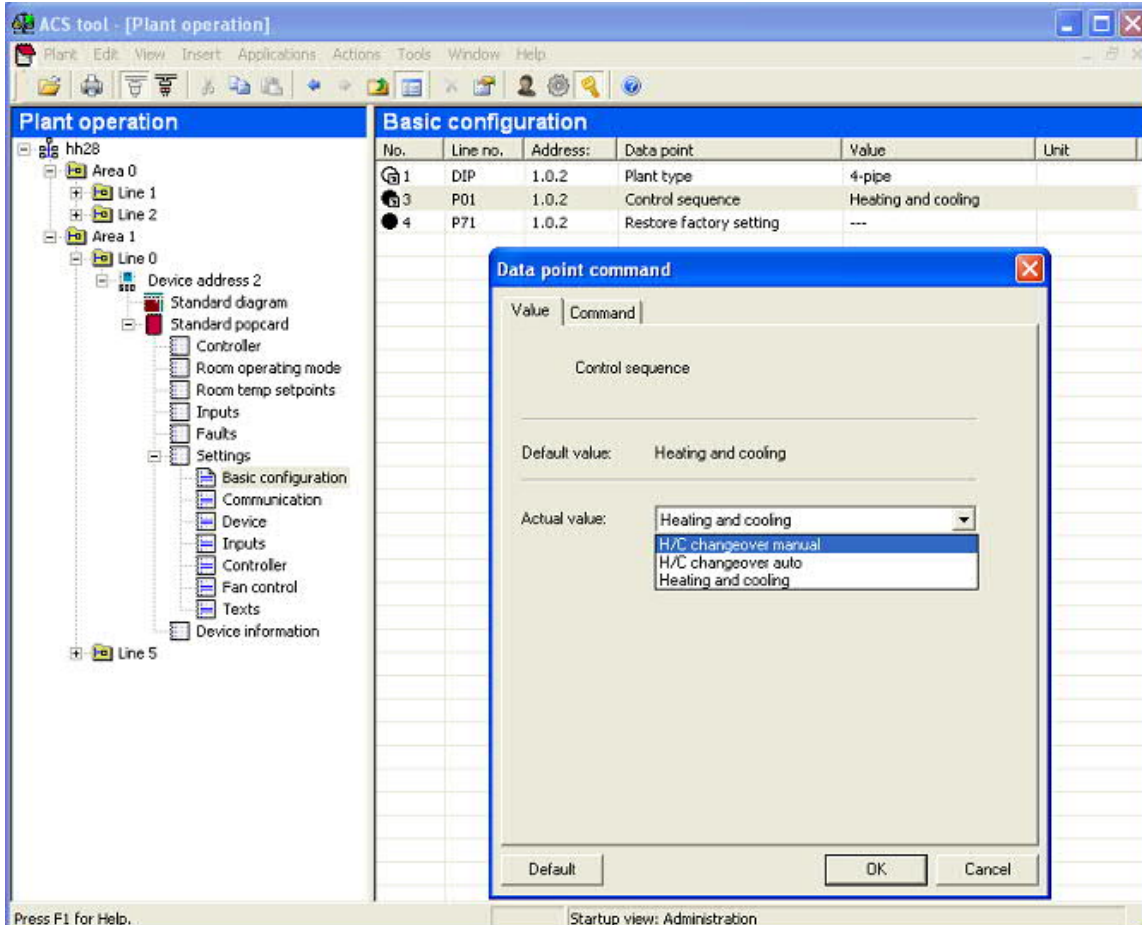 ACS tool - [Plant operation]
Plant Edit View Insert Applications Actions Tools Window Help
Plant operation
hh28
Area 0
Line 1
Line 2
Area 1
Line 0
Device address 2
Standard diagram
Standard popcard
Controller
Room operating mode
Room temp setpoints
Inputs
Faults
Settings
Basic configuration
Communication
Device
Inputs
Controller
Fan control
Texts
Device information
Line 5
Basic configuration
No. Line no. Address: Data point Value Unit
1 DIP 1.0.2 Plant type 4-pipe
3 P01 1.0.2 Control sequence Heating and cooling
4 P71 1.0.2 Restore factory setting ---
Data point command
Value Command
Control sequence
Default value: Heating and cooling
Actual value: Heating and cooling
H/C changeover manual
H/C changeover auto
Heating and cooling
Default OK Cancel
Press F1 for Help. Startup view: Administration